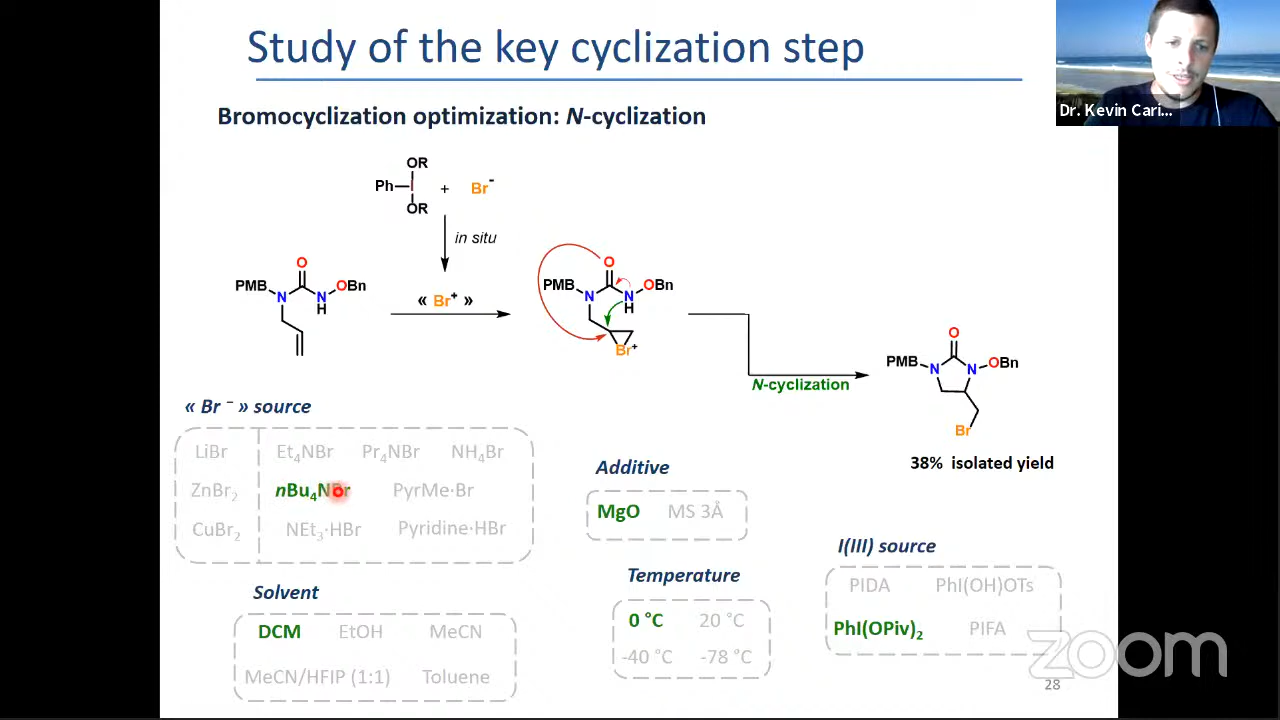 Study of the key cyclization step
Dr. Kevin Cari...
Bromocyclization optimization: N-cyclization
OR
Ph I + Br-
OR
in situ
« Br+ »
O
PMB N N OBn
H
O
PMB N N OBn
H
Br+
N-cyclization
O
PMB N N OBn
Br
38% isolated yield
« Br – » source
LiBr Et4NBr Pr4NBr NH4Br
ZnBr2 nBu4NBr PyrMe·Br
CuBr2 NEt3·HBr Pyridine·HBr
Additive
MgO MS 3Å
I(III) source
PIDA PhI(OH)OTs
PhI(OPiv)2 PIFA
Temperature
0 °C 20 °C
-40 °C -78 °C
Solvent
DCM EtOH MeCN
MeCN/HFIP (1:1) Toluene
zoom
28